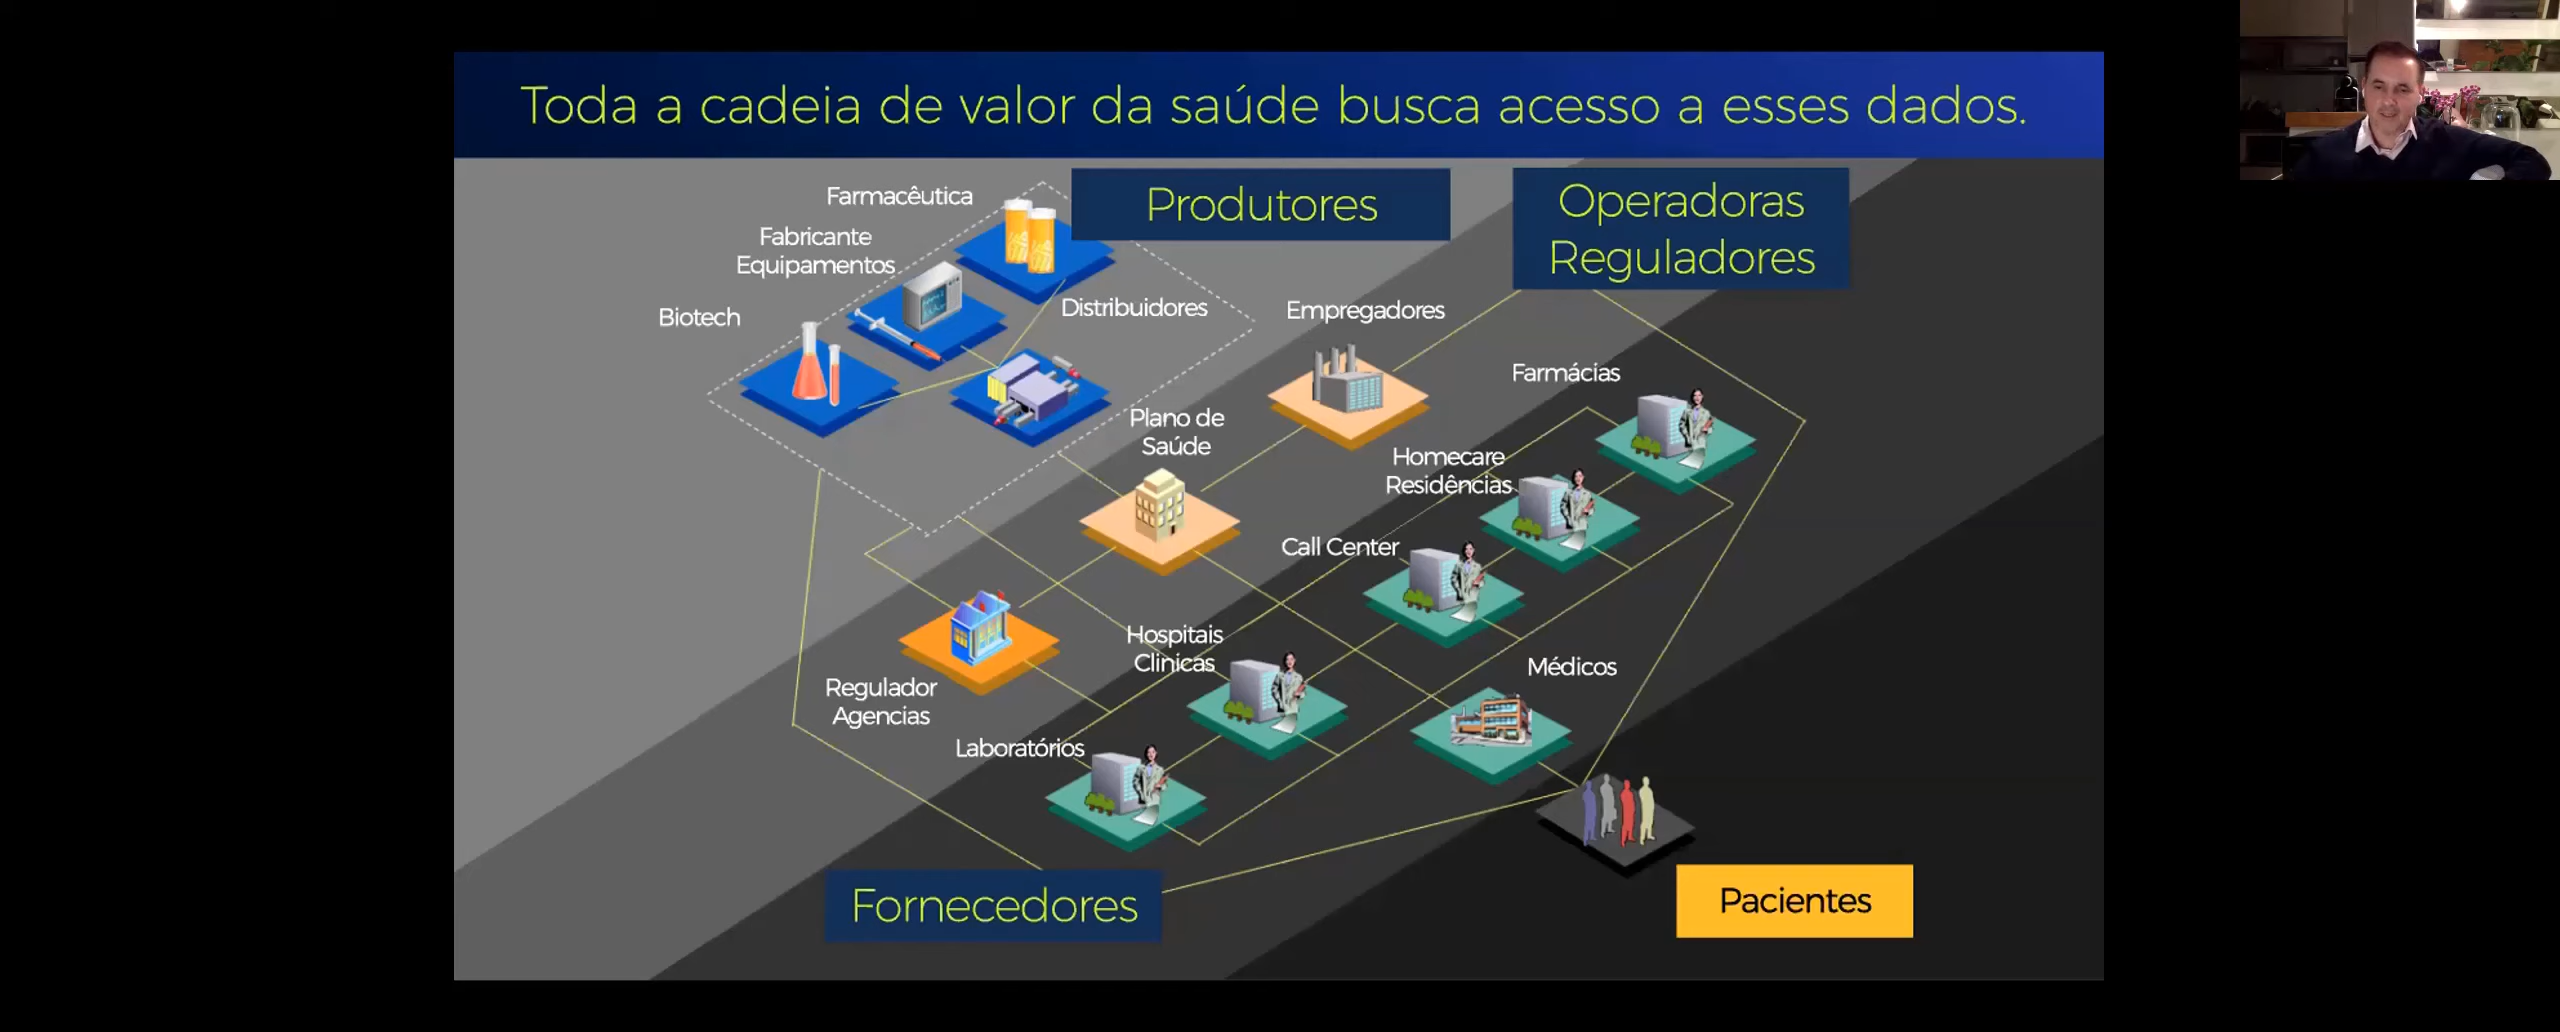 Toda a cadeia de valor da saúde busca acesso a esses dados.
Produtores
Operadoras
Reguladores
Farmacêutica
Fabricante
Equipamentos
Biotech
Distribuidores
Empregadores
Farmácias
Plano de
Saúde
Homecare
Residências
Call Center
Hospitais
Clinicas
Médicos
Regulador
Agencias
Laboratórios
Fornecedores
Pacientes